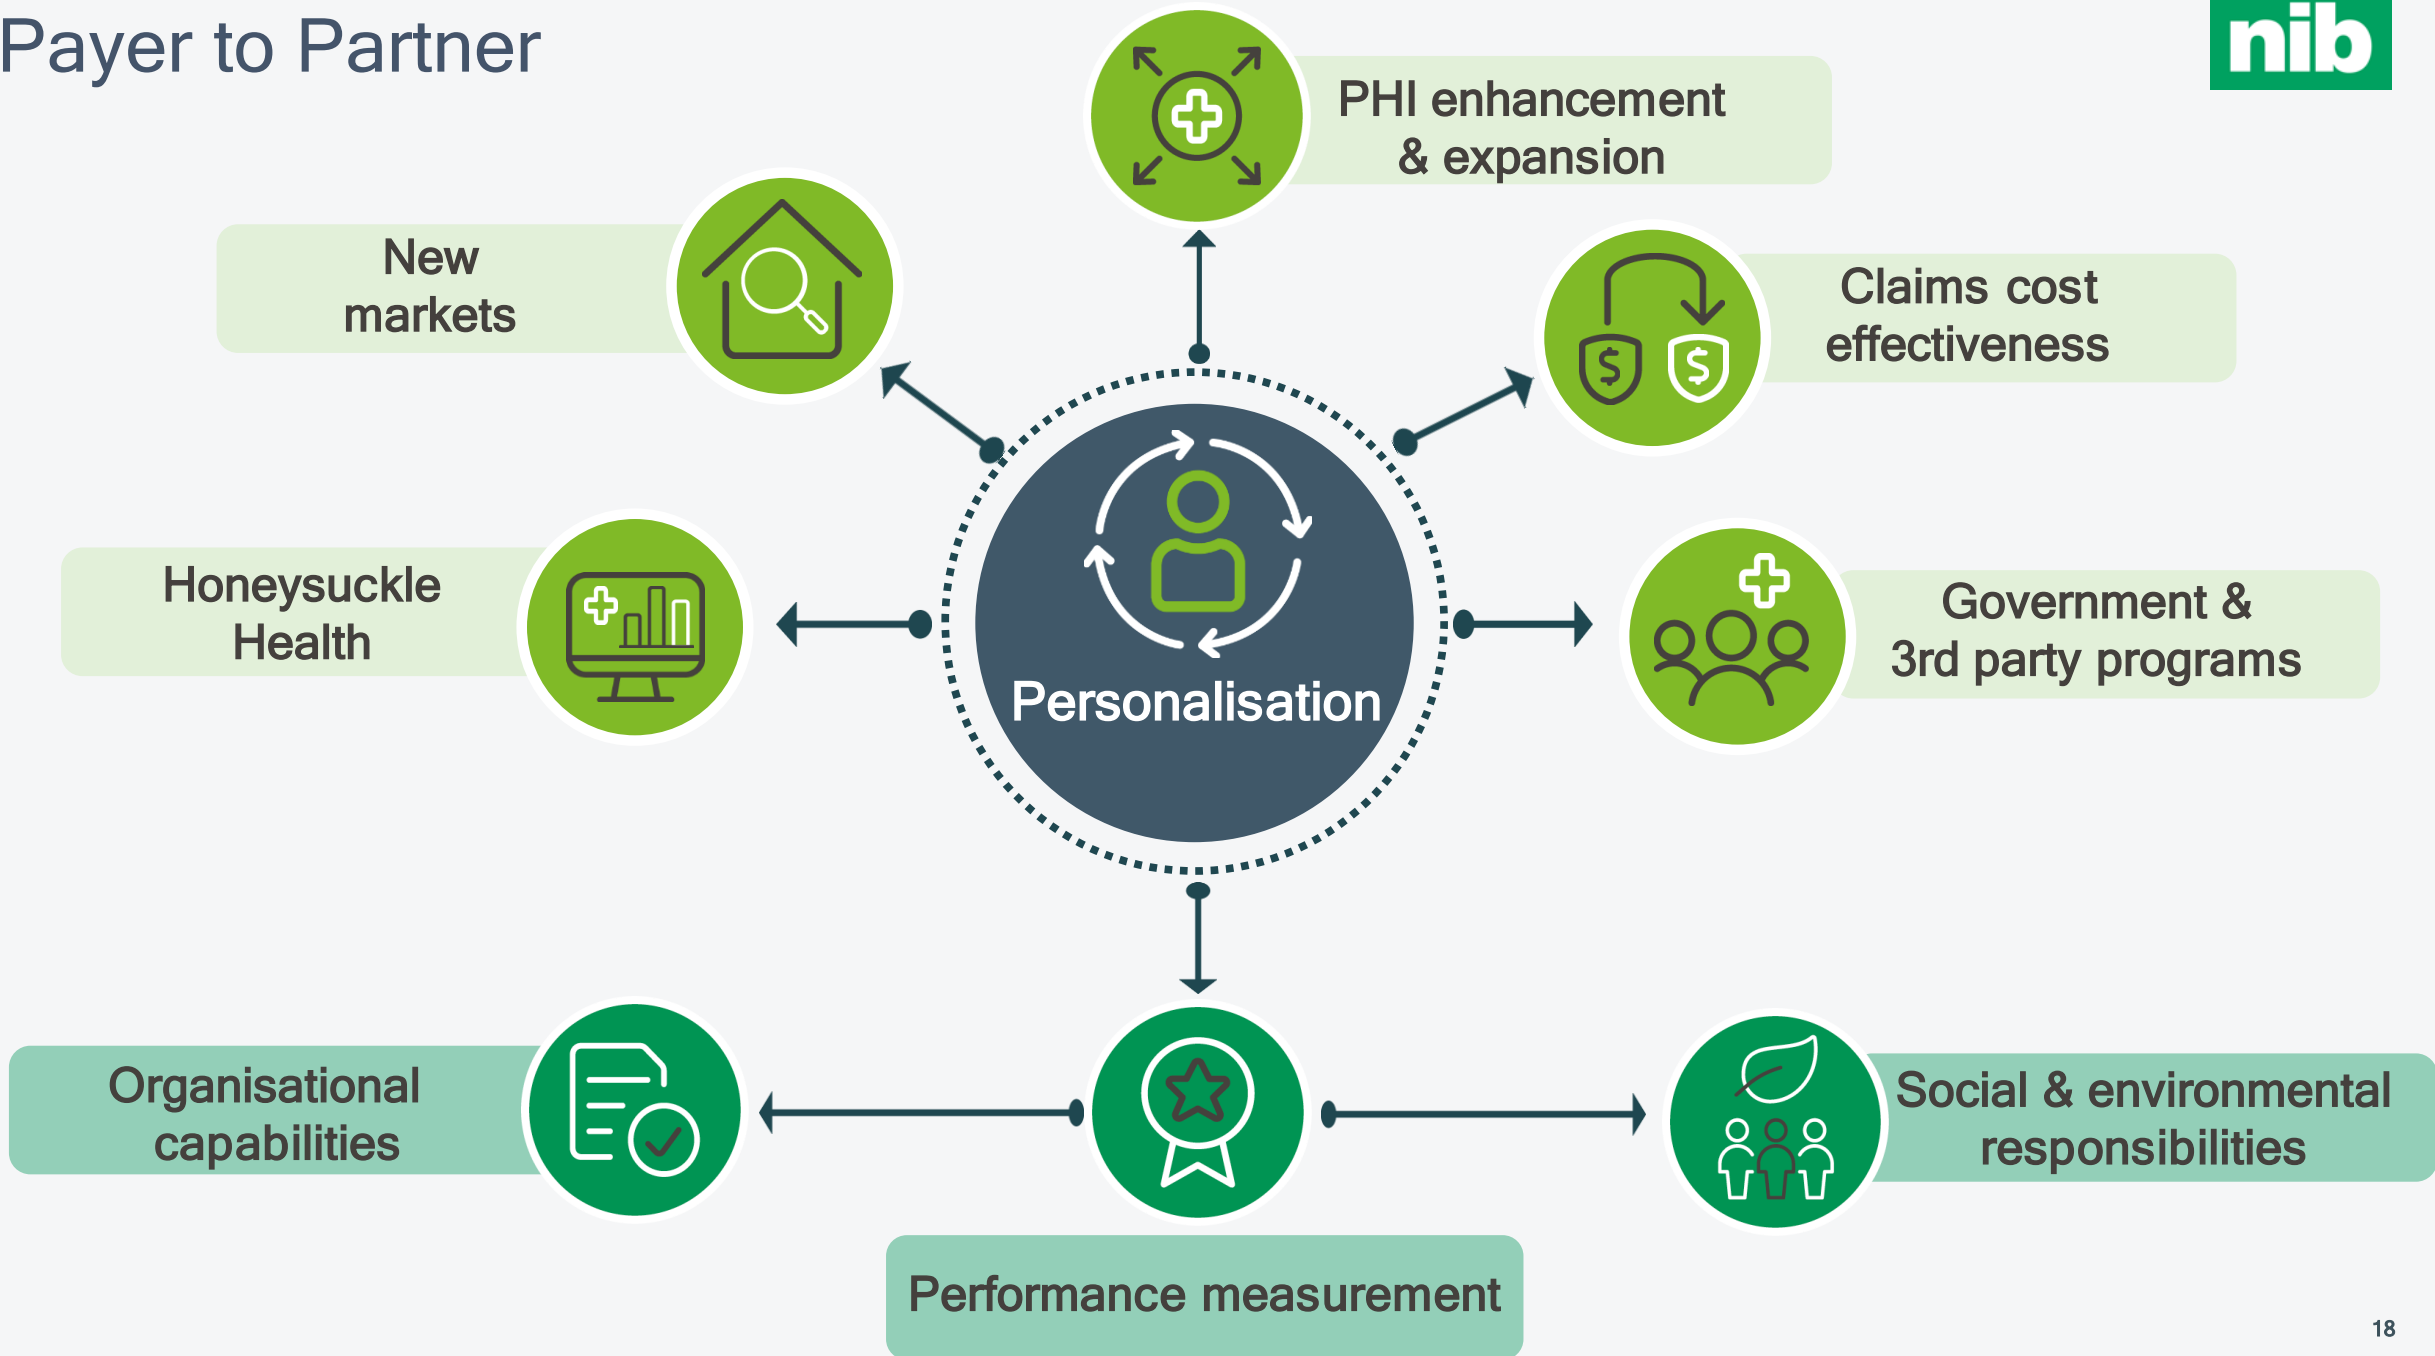 Payer to Partner
nib
PHI enhancement
& expansion
New
markets
Claims cost
effectiveness
$ $
Honeysuckle
Health
Government &
3rd party programs
Personalisation
Organisational
capabilities
Social & environmental
responsibilities
Performance measurement
18